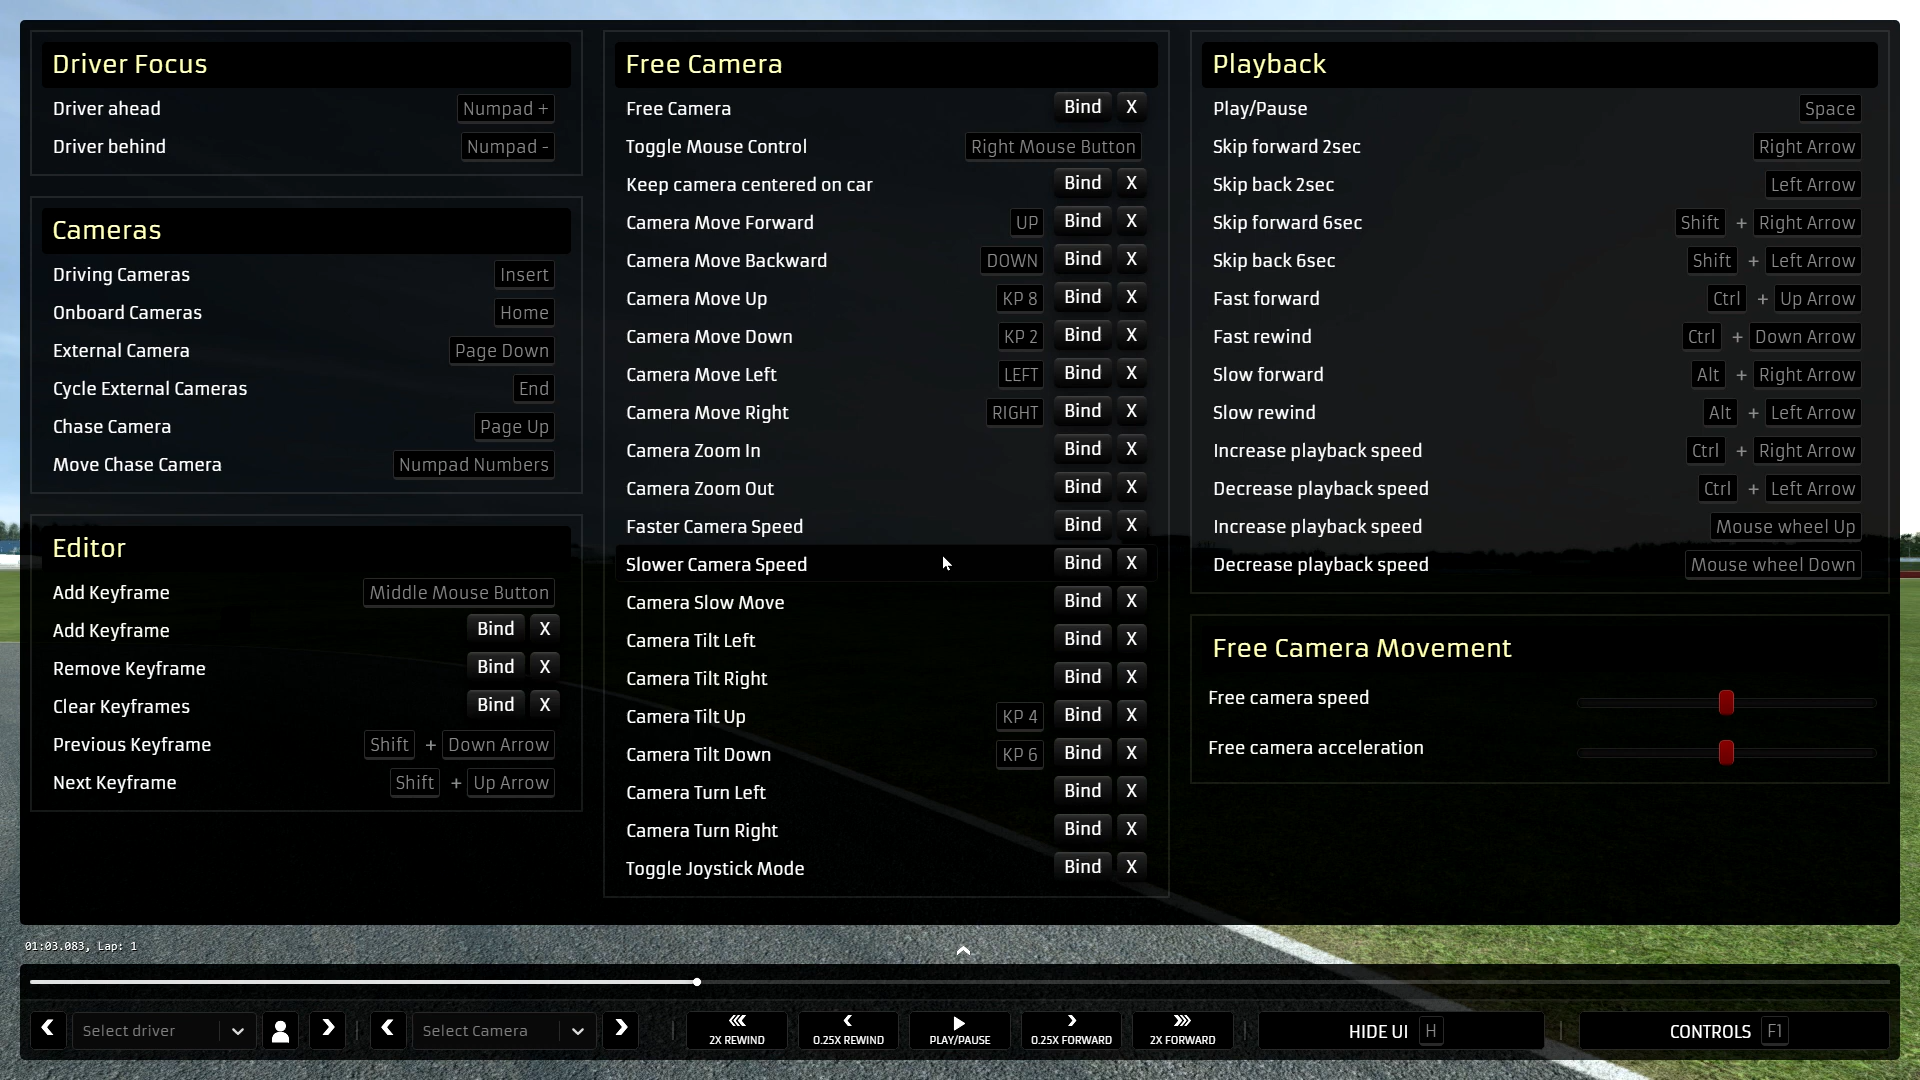 Driver Focus
Driver ahead Numpad +
Driver behind Numpad -
Cameras
Driving Cameras Insert
Onboard Cameras Home
External Camera Page Down
Cycle External Cameras End
Chase Camera Page Up
Move Chase Camera Numpad Numbers
Editor
Add Keyframe Middle Mouse Button
Add Keyframe Bind X
Remove Keyframe Bind X
Clear Keyframes Bind X
Previous Keyframe Shift + Down Arrow
Next Keyframe Shift + Up Arrow
Free Camera
Free Camera Bind X
Toggle Mouse Control Right Mouse Button
Keep camera centered on car Bind X
Camera Move Forward UP Bind X
Camera Move Backward DOWN Bind X
Camera Move Up KP 8 Bind X
Camera Move Down KP 2 Bind X
Camera Move Left LEFT Bind X
Camera Move Right RIGHT Bind X
Camera Zoom In Bind X
Camera Zoom Out Bind X
Faster Camera Speed Bind X
Slower Camera Speed Bind X
Camera Slow Move Bind X
Camera Tilt Left Bind X
Camera Tilt Right Bind X
Camera Tilt Up KP 4 Bind X
Camera Tilt Down KP 6 Bind X
Camera Turn Left Bind X
Camera Turn Right Bind X
Toggle Joystick Mode Bind X
Playback
Play/Pause Space
Skip forward 2sec Right Arrow
Skip back 2sec Left Arrow
Skip forward 6sec Shift + Right Arrow
Skip back 6sec Shift + Left Arrow
Fast forward Ctrl + Up Arrow
Fast rewind Ctrl + Down Arrow
Slow forward Alt + Right Arrow
Slow rewind Alt + Left Arrow
Increase playback speed Ctrl + Right Arrow
Decrease playback speed Ctrl + Left Arrow
Increase playback speed Mouse wheel Up
Decrease playback speed Mouse wheel Down
Free Camera Movement
Free camera speed
Free camera acceleration
01:03.083, Lap: 1
Select driver Select Camera 2X REWIND 0.25X REWIND PLAY/PAUSE 0.25X FORWARD 2X FORWARD HIDE UI H CONTROLS F1